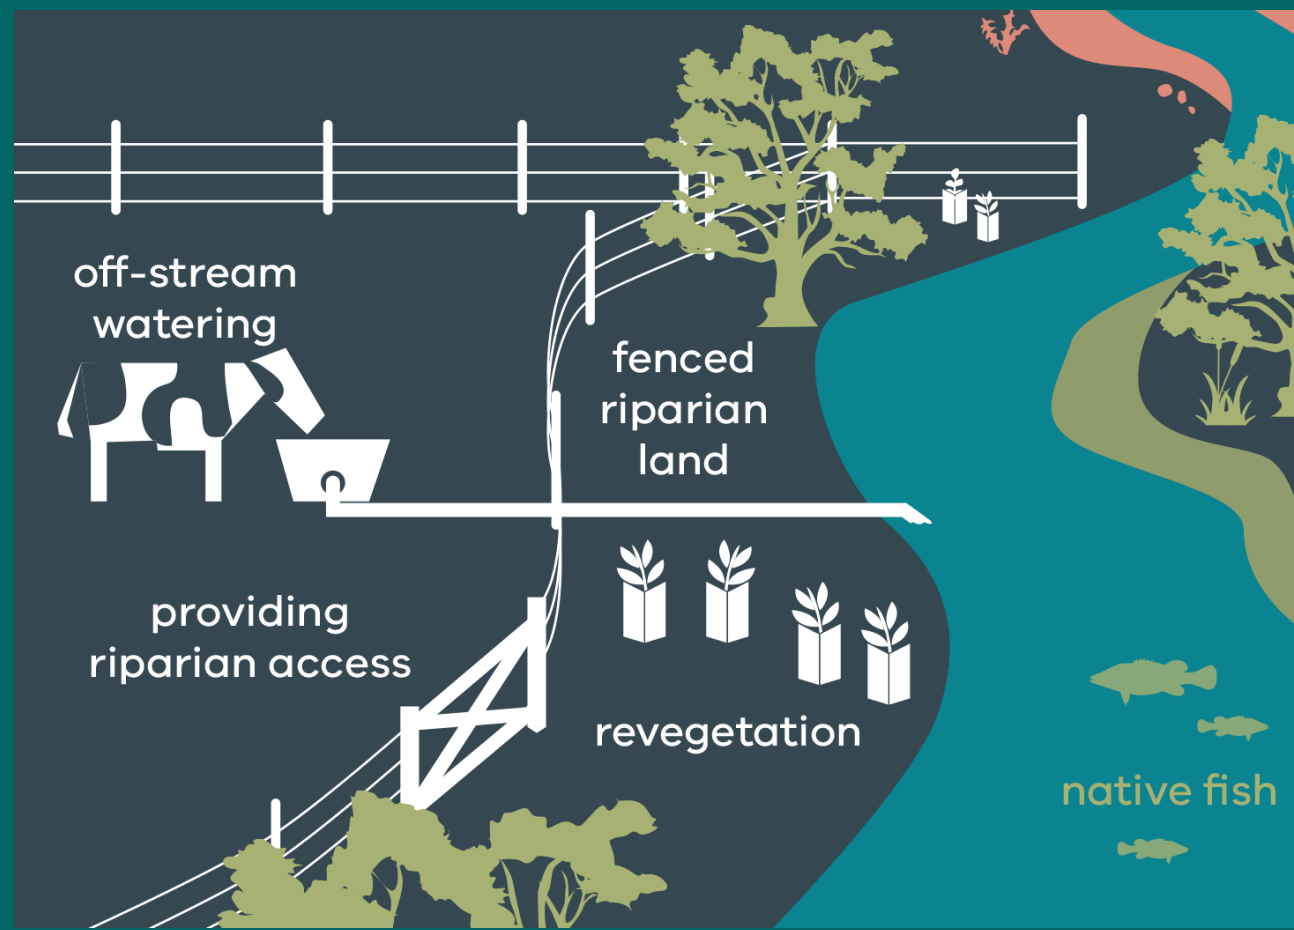 off-stream
watering
fenced
riparian
land
providing
riparian access
revegetation
native fish